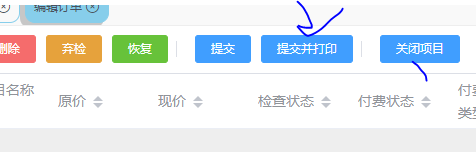 编辑订单
删除 弃检 恢复 提交 提交并打印 关闭项目
目名称 原价 现价 检查状态 付费状态 付费
类型